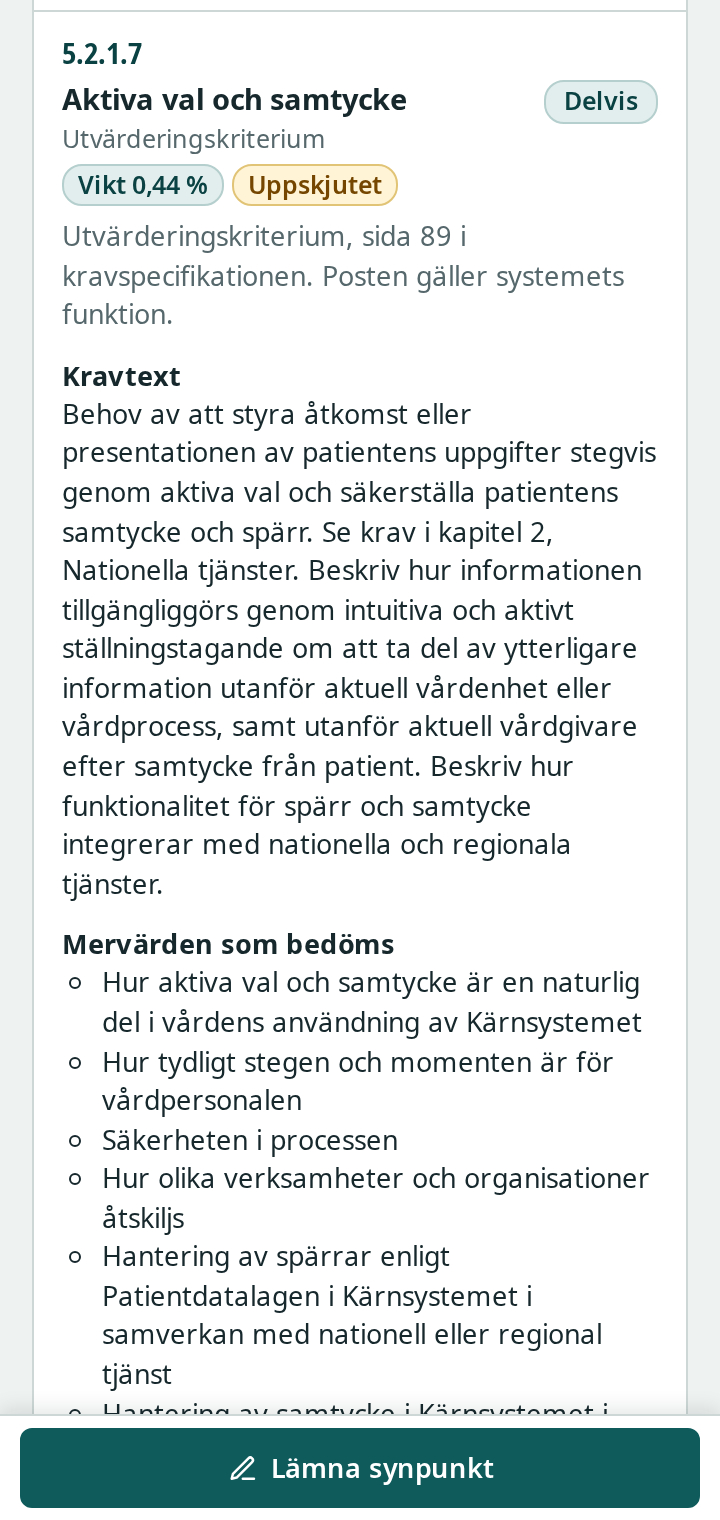 5.2.1.7
Aktiva val och samtycke
Delvis
Utvärderingskriterium
Vikt 0,44 %
Uppskjutet
Utvärderingskriterium, sida 89 i
kravspecifikationen. Posten gäller systemets
funktion.
Kravtext
Behov av att styra åtkomst eller
presentationen av patientens uppgifter stegvis
genom aktiva val och säkerställa patientens
samtycke och spärr. Se krav i kapitel 2,
Nationella tjänster. Beskriv hur informationen
tillgängliggörs genom intuitiva och aktivt
ställningstagande om att ta del av ytterligare
information utanför aktuell vårdenhet eller
vårdprocess, samt utanför aktuell vårdgivare
efter samtycke från patient. Beskriv hur
funktionalitet för spärr och samtycke
integrerar med nationella och regionala
tjänster.
Mervärden som bedöms
Hur aktiva val och samtycke är en naturlig
del i vårdens användning av Kärnsystemet
Hur tydligt stegen och momenten är för
vårdpersonalen
Säkerheten i processen
Hur olika verksamheter och organisationer
åtskiljs
Hantering av spärrar enligt
Patientdatalagen i Kärnsystemet i
samverkan med nationell eller regional
tjänst
Hantering av samtycke i Kärnsystemet i
Lämna synpunkt